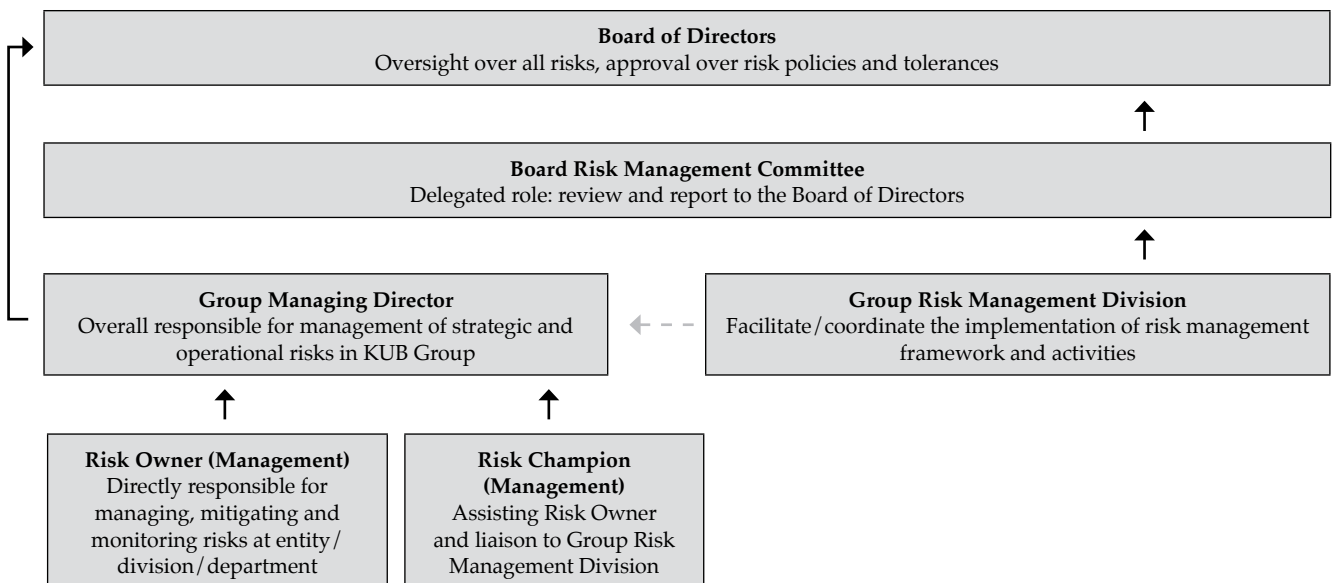 Board of Directors
Oversight over all risks, approval over risk policies and tolerances
Board Risk Management Committee
Delegated role: review and report to the Board of Directors
Group Managing Director
Overall responsible for management of strategic and
operational risks in KUB Group
Group Risk Management Division
Facilitate/coordinate the implementation of risk management
framework and activities
Risk Owner (Management)
Directly responsible for
managing, mitigating and
monitoring risks at entity/
division/department
Risk Champion
(Management)
Assisting Risk Owner
and liaison to Group Risk
Management Division